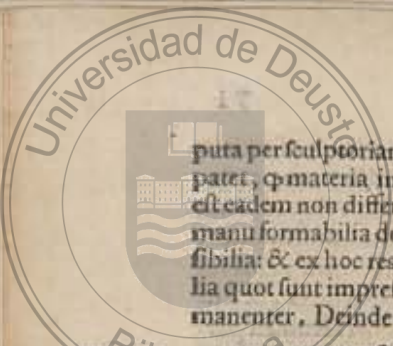 Universidad de Deusto
puta per sculptoriam
patet, ꝙ materia in
est eadem non diffe
manu formabilia de
sibilia: & ex hoc res
lia quot sunt impres
manenter, Deinde